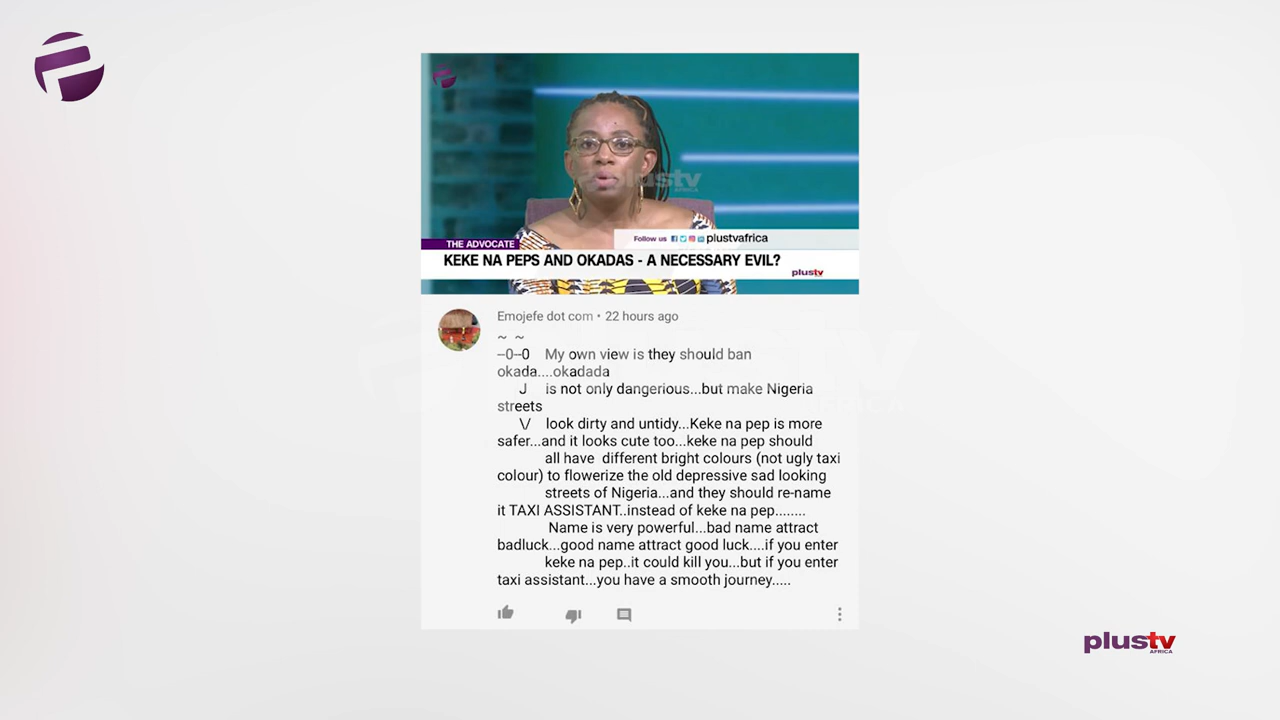 plustv
AFRICA
Follow us plustvafrica
THE ADVOCATE
KEKE NA PEPS AND OKADAS - A NECESSARY EVIL?
plustv
Emojefe dot com • 22 hours ago
~ ~
--0--0 My own view is they should ban
okada....okadada
J is not only dangerious...but make Nigeria
streets
\/ look dirty and untidy...Keke na pep is more
safer...and it looks cute too...keke na pep should
all have different bright colours (not ugly taxi
colour) to flowerize the old depressive sad looking
streets of Nigeria...and they should re-name
it TAXI ASSISTANT..instead of keke na pep........
Name is very powerful...bad name attract
badluck...good name attract good luck....if you enter
keke na pep..it could kill you...but if you enter
taxi assistant...you have a smooth journey.....
plustv
AFRICA